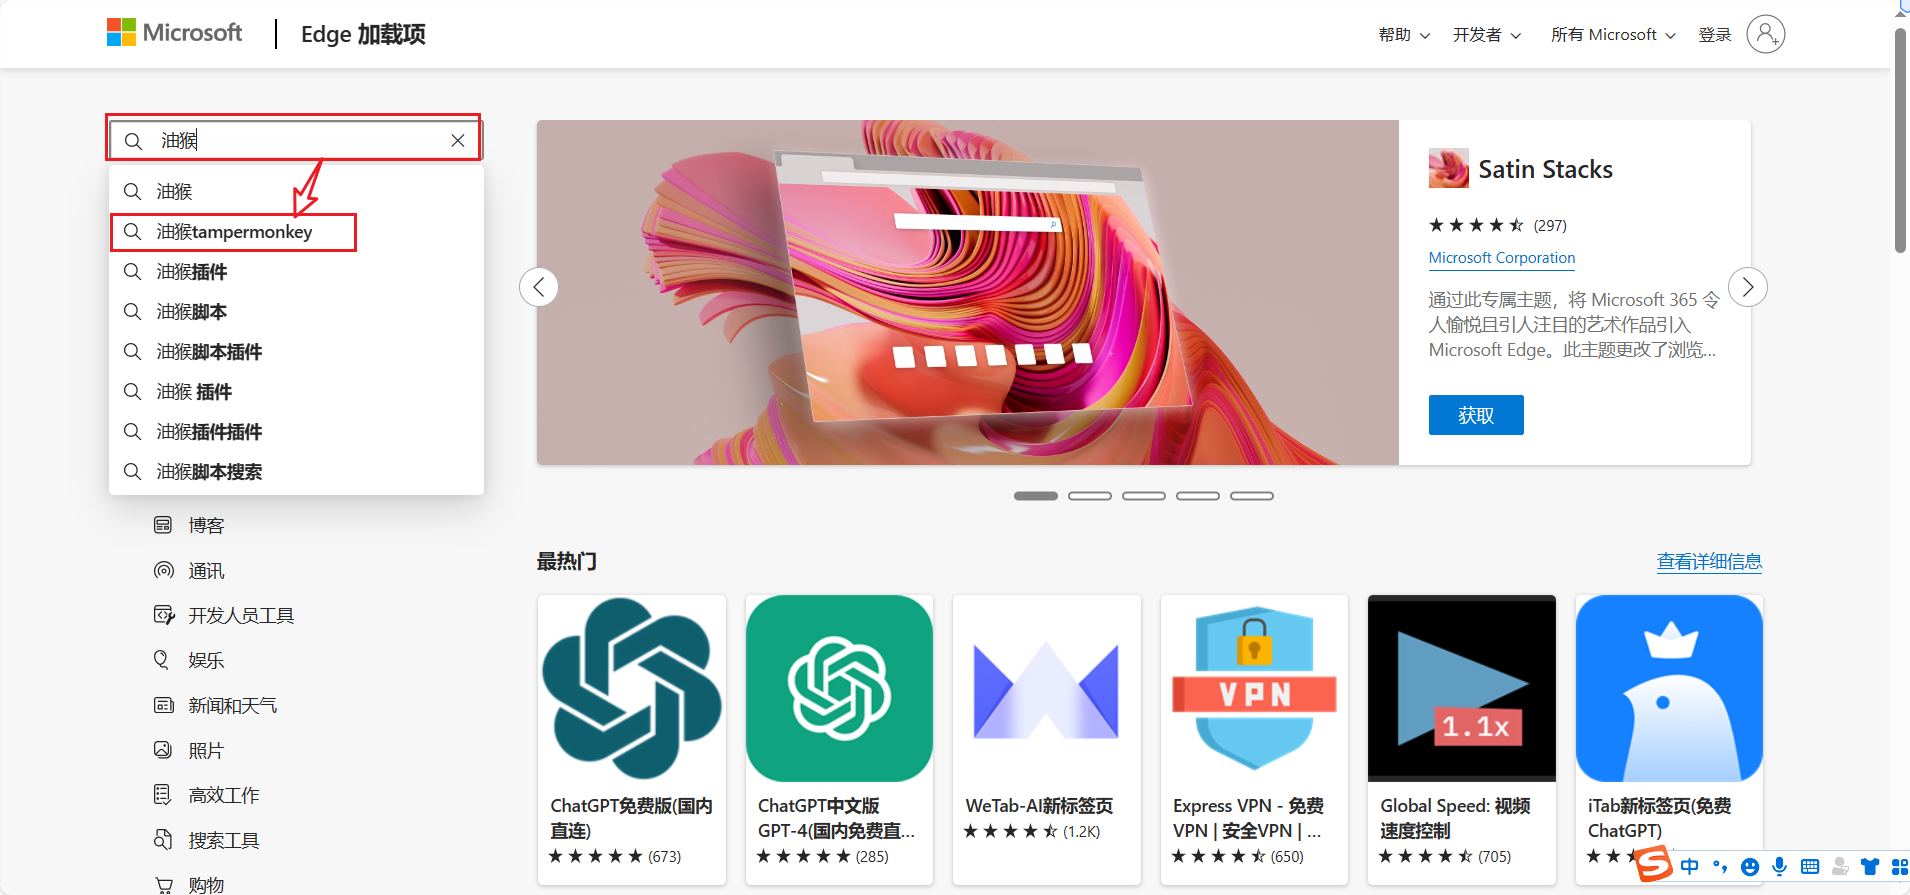 Microsoft
Edge 加载项
帮助
开发者
所有 Microsoft
登录
油猴
油猴
油猴tampermonkey
油猴插件
油猴脚本
油猴脚本插件
油猴 插件
油猴插件插件
油猴脚本搜索
博客
通讯
开发人员工具
娱乐
新闻和天气
照片
高效工作
搜索工具
购物
Satin Stacks
(297)
Microsoft Corporation
通过此专属主题，将 Microsoft 365 令
人愉悦且引人注目的艺术作品引入
Microsoft Edge。此主题更改了浏览...
获取
最热门
查看详细信息
ChatGPT免费版(国内
直连)
(673)
ChatGPT中文版
GPT-4(国内免费直...
(285)
WeTab-AI新标签页
(1.2K)
VPN
Express VPN - 免费
VPN | 安全VPN | ...
(650)
1.1x
Global Speed: 视频
速度控制
(705)
iTab新标签页(免费
ChatGPT)
S
中